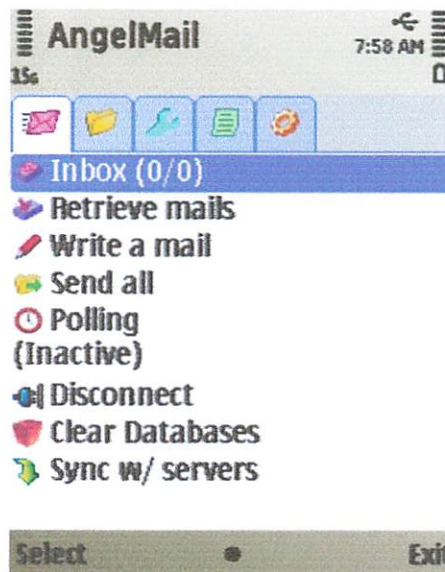 AngelMail
7:58 AM
Inbox (0/0)
Retrieve mails
Write a mail
Send all
Polling
(Inactive)
Disconnect
Clear Databases
Sync w/ servers
Select
Exit